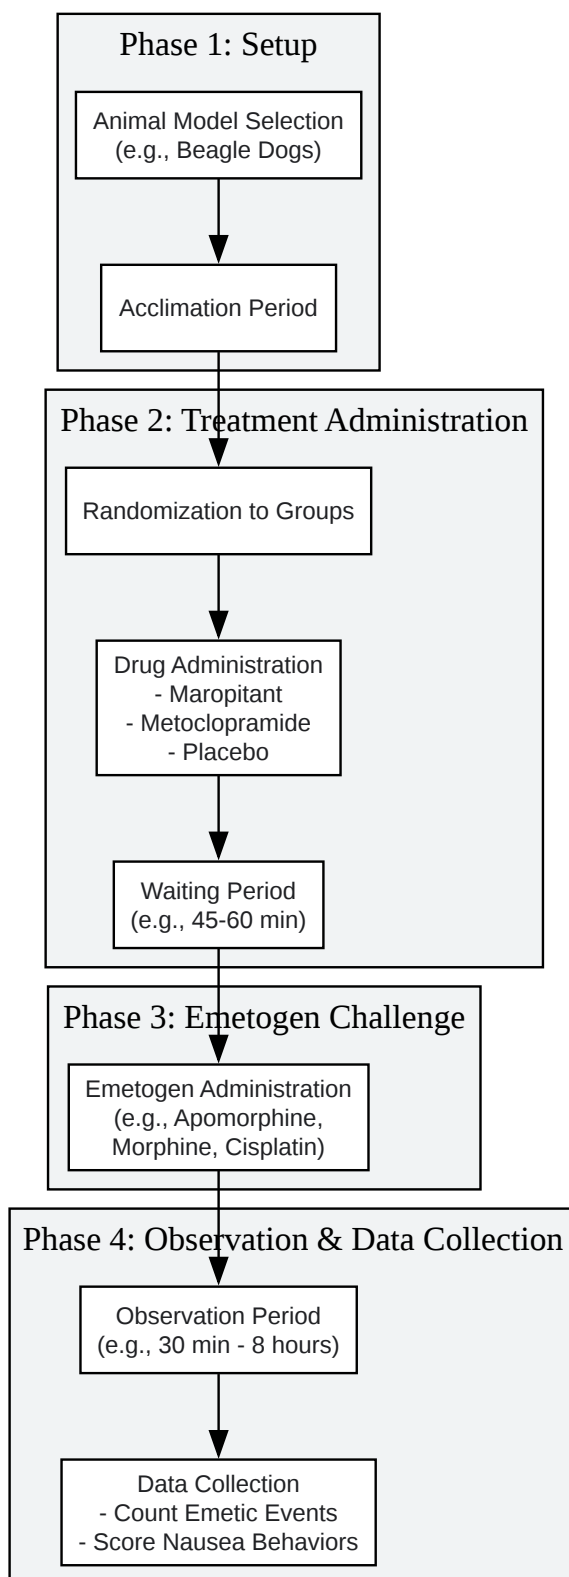 Phase 1: Setup
Animal Model Selection
(e.g., Beagle Dogs)
Acclimation Period
Phase 2: Treatment Administration
Randomization to Groups
Drug Administration
- Maropitant
- Metoclopramide
- Placebo
Waiting Period
(e.g., 45-60 min)
Phase 3: Emetogen Challenge
Emetogen Administration
(e.g., Apomorphine,
Morphine, Cisplatin)
Phase 4: Observation & Data Collection
Observation Period
(e.g., 30 min - 8 hours)
Data Collection
- Count Emetic Events
- Score Nausea Behaviors